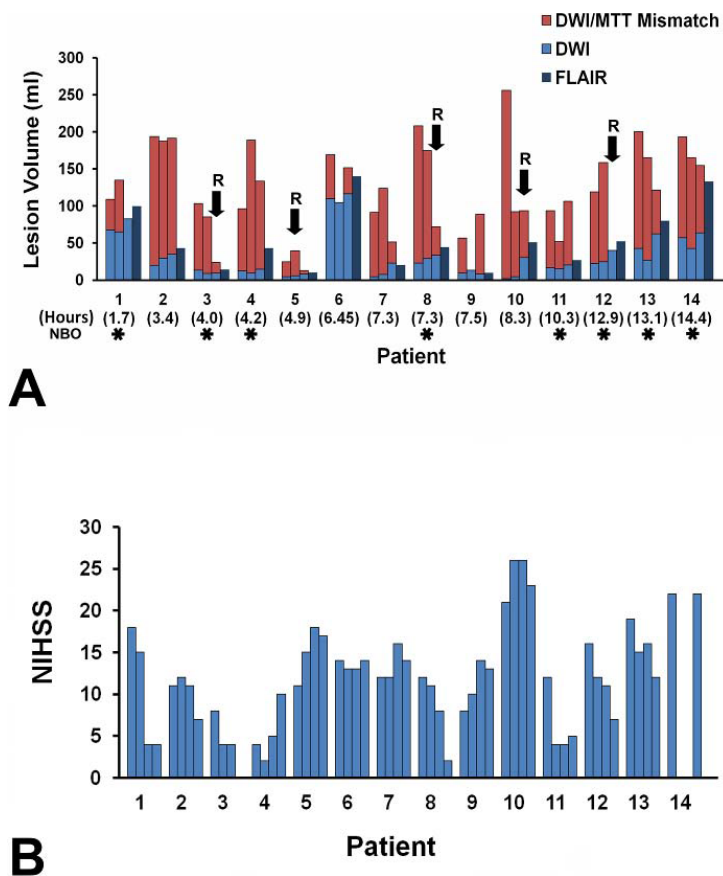 DWI/MTT Mismatch
DWI
FLAIR
Lesion Volume (ml)
300
250
200
150
100
50
0
R
R
R
R
R
1 2 3 4 5 6 7 8 9 10 11 12 13 14
(Hours) (1.7) (3.4) (4.0) (4.2) (4.9) (6.45) (7.3) (7.3) (7.5) (8.3) (10.3) (12.9) (13.1) (14.4)
NBO * * * * * * * *
Patient
A
NIHSS
30
25
20
15
10
5
0
1 2 3 4 5 6 7 8 9 10 11 12 13 14
Patient
B